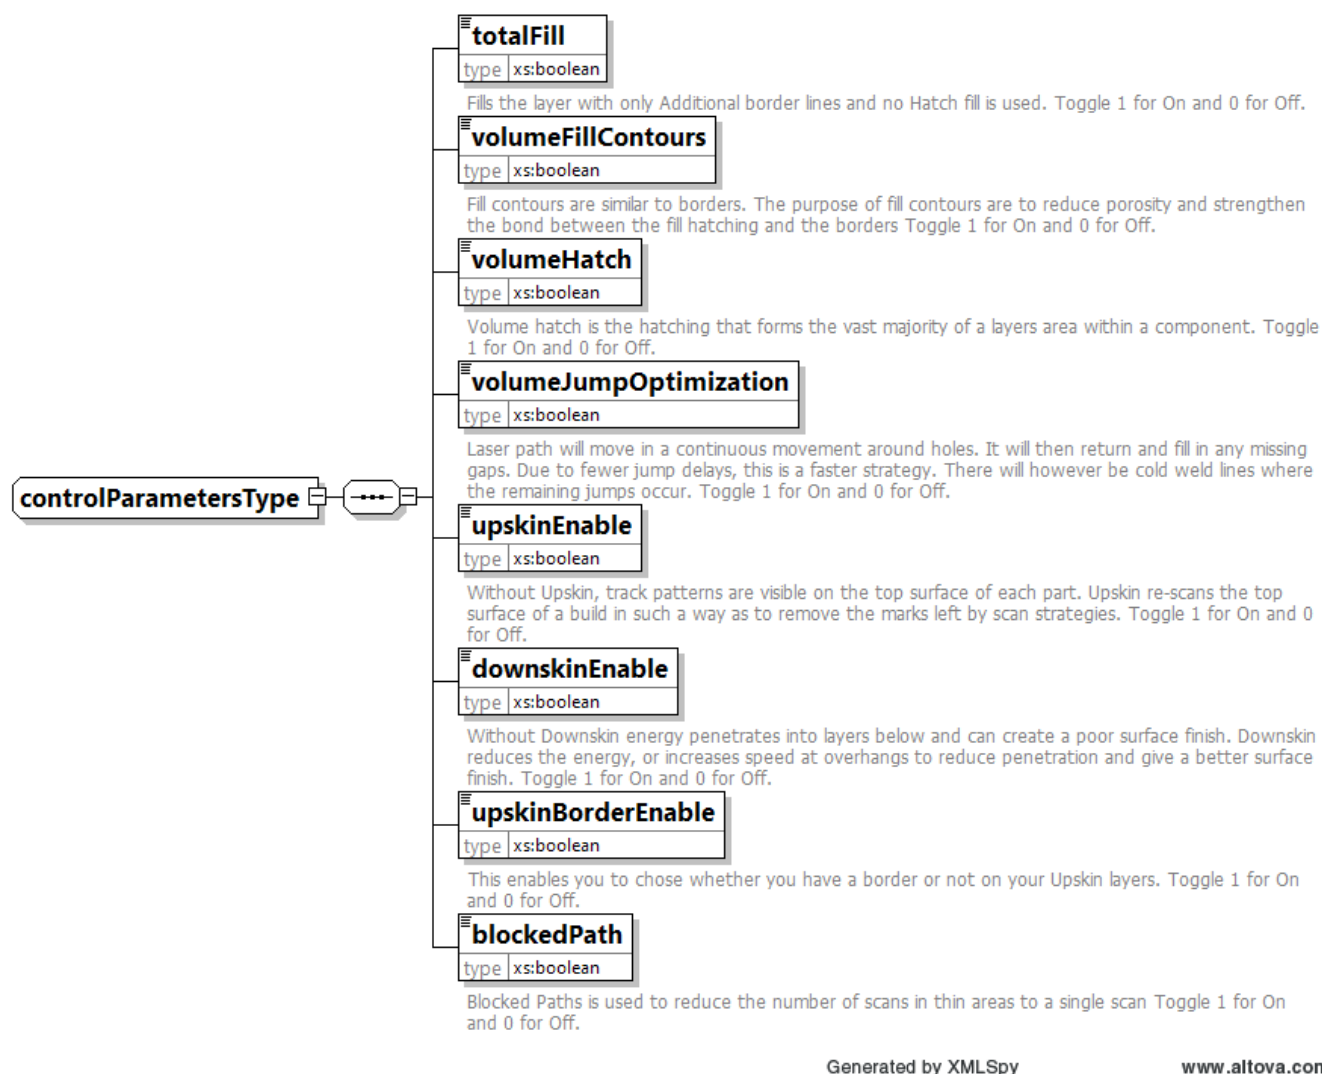 totalFill
type xs:boolean
Fills the layer with only Additional border lines and no Hatch fill is used. Toggle 1 for On and 0 for Off.
volumeFillContours
type xs:boolean
Fill contours are similar to borders. The purpose of fill contours are to reduce porosity and strengthen
the bond between the fill hatching and the borders Toggle 1 for On and 0 for Off.
volumeHatch
type xs:boolean
Volume hatch is the hatching that forms the vast majority of a layers area within a component. Toggle
1 for On and 0 for Off.
volumeJumpOptimization
type xs:boolean
Laser path will move in a continuous movement around holes. It will then return and fill in any missing
gaps. Due to fewer jump delays, this is a faster strategy. There will however be cold weld lines where
the remaining jumps occur. Toggle 1 for On and 0 for Off.
controlParametersType
upskinEnable
type xs:boolean
Without Upskin, track patterns are visible on the top surface of each part. Upskin re-scans the top
surface of a build in such a way as to remove the marks left by scan strategies. Toggle 1 for On and 0
for Off.
downskinEnable
type xs:boolean
Without Downskin energy penetrates into layers below and can create a poor surface finish. Downskin
reduces the energy, or increases speed at overhangs to reduce penetration and give a better surface
finish. Toggle 1 for On and 0 for Off.
upskinBorderEnable
type xs:boolean
This enables you to chose whether you have a border or not on your Upskin layers. Toggle 1 for On
and 0 for Off.
blockedPath
type xs:boolean
Blocked Paths is used to reduce the number of scans in thin areas to a single scan Toggle 1 for On
and 0 for Off.
Generated by XMLSpy www.altova.com